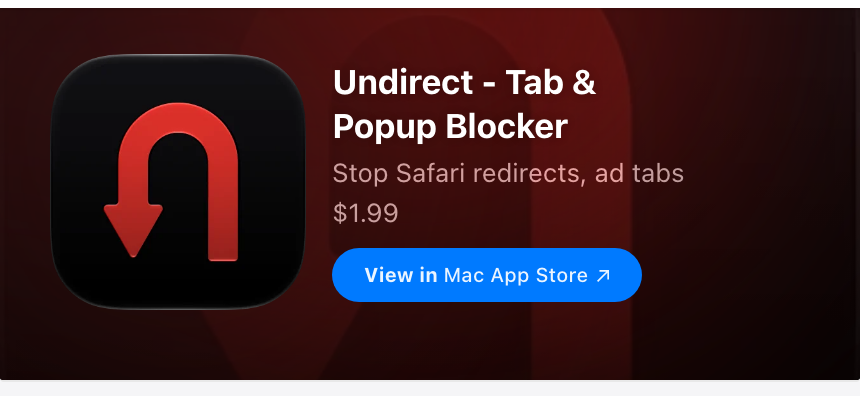 Undirect - Tab &
Popup Blocker
Stop Safari redirects, ad tabs
$1.99
View in Mac App Store ↗